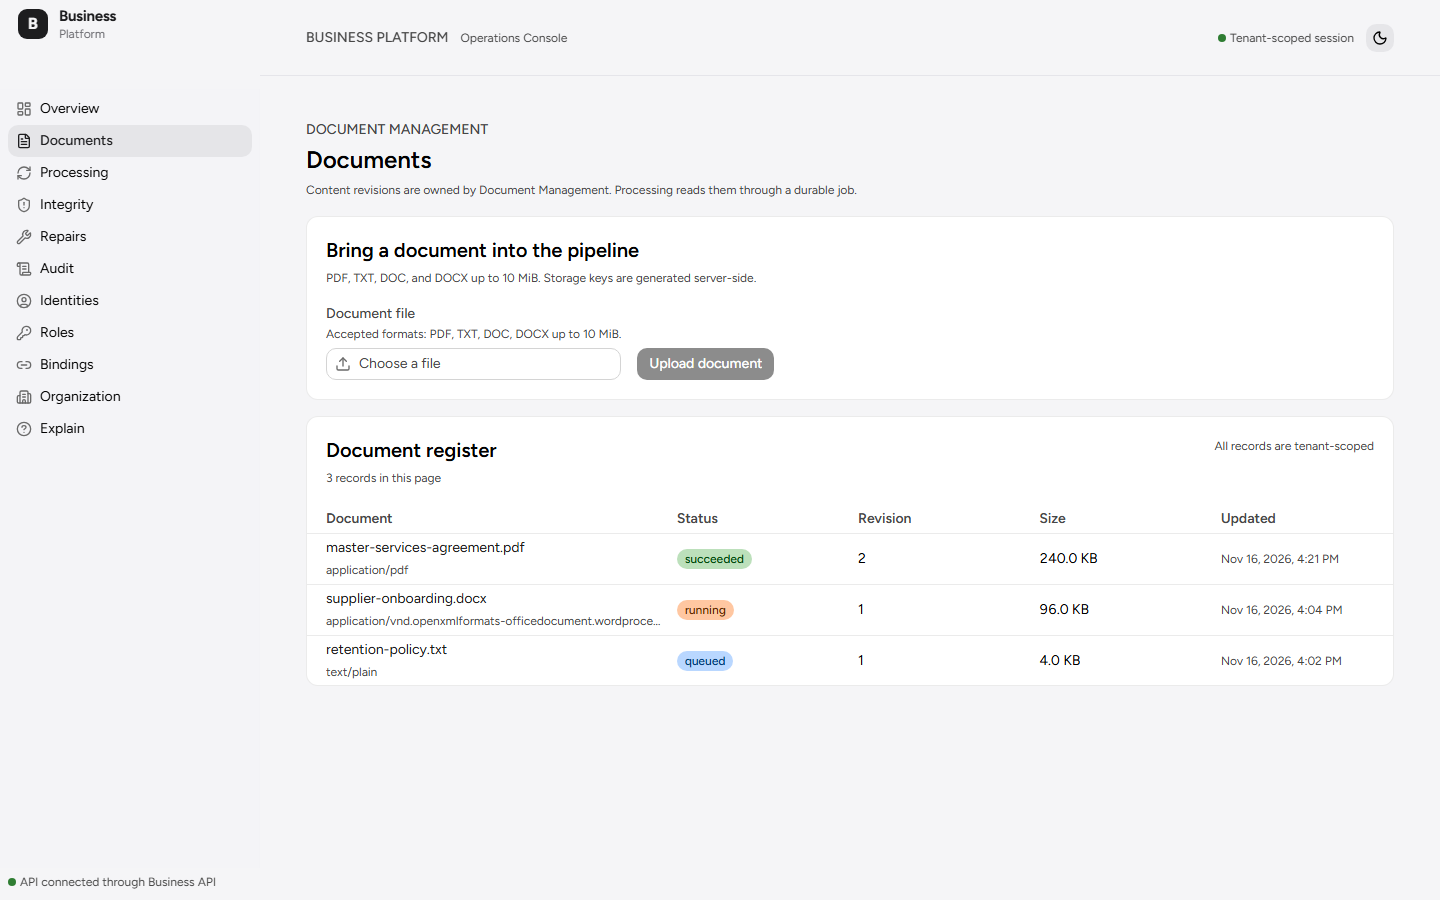 B
Business
Platform
BUSINESS PLATFORM Operations Console
Tenant-scoped session
Overview
Documents
Processing
Integrity
Repairs
Audit
Identities
Roles
Bindings
Organization
Explain
API connected through Business API
DOCUMENT MANAGEMENT
Documents
Content revisions are owned by Document Management. Processing reads them through a durable job.
Bring a document into the pipeline
PDF, TXT, DOC, and DOCX up to 10 MiB. Storage keys are generated server-side.
Document file
Accepted formats: PDF, TXT, DOC, DOCX up to 10 MiB.
Choose a file
Upload document
Document register
All records are tenant-scoped
3 records in this page
Document Status Revision Size Updated
master-services-agreement.pdf
application/pdf
succeeded 2 240.0 KB Nov 16, 2026, 4:21 PM
supplier-onboarding.docx
application/vnd.openxmlformats-officedocument.wordproce...
running 1 96.0 KB Nov 16, 2026, 4:04 PM
retention-policy.txt
text/plain
queued 1 4.0 KB Nov 16, 2026, 4:02 PM